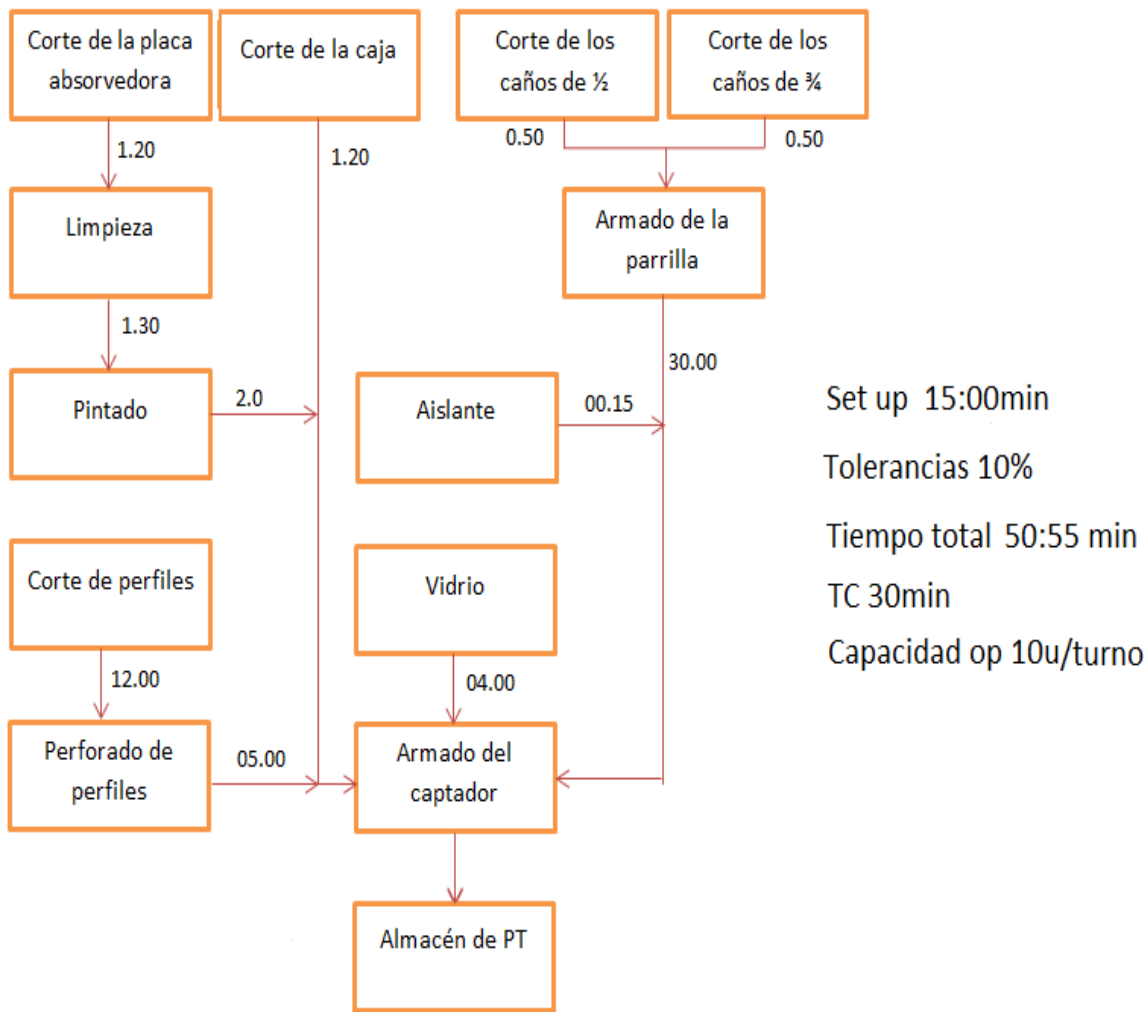 Corte de la placa
absorvedora
Corte de la caja
Corte de los
caños de ½
Corte de los
caños de ¾
1.20
1.20
0.50
0.50
Limpieza
Armado de la
parrilla
1.30
30.00
Pintado
2.0
Aislante
00.15
Set up 15:00min
Tolerancias 10%
Tiempo total 50:55 min
TC 30min
Capacidad op 10u/turno
Corte de perfiles
Vidrio
12.00
04.00
Perforado de
perfiles
05.00
Armado del
captador
Almacén de PT